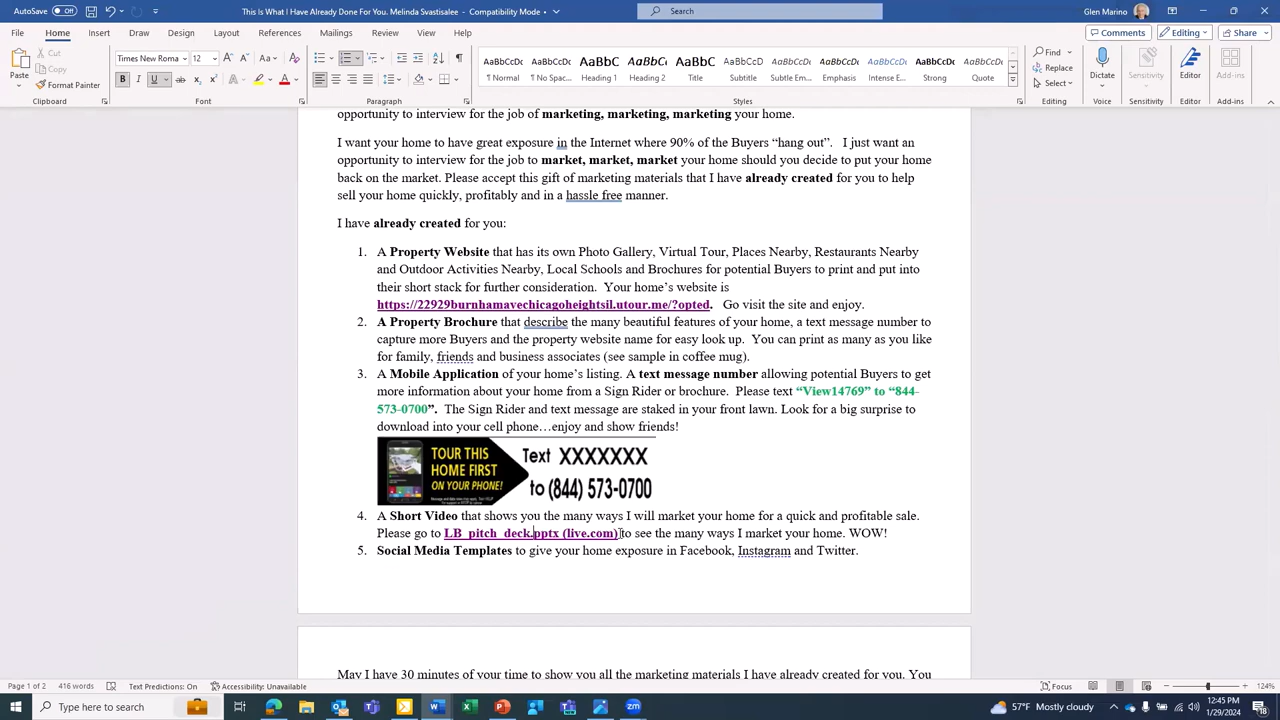 AutoSave Off This Is What I Have Already Created, Melinda Svastisalee... Search Glen Marino
File Home Insert Draw Design Layout References Mailings Review View Help Comments Editing Share
Cut Times New Roma 12 Aa Find
Paste Copy AaBbCcDd AaBbCcDd AaBbC AaBbCcD AaBbC AaBbCcDd AaBbCcDd AaBbCcDd AaBbCcDd AaBbCcD AaBbCcDd Replace
Format Painter B I U ab ¶ Normal ¶ No Spac... Heading 1 Heading 2 Title Subtitle Subtle Em... Emphasis Intense E... Strong Quote Select Dictate Sensitivity Editor Add-ins
Clipboard Font Paragraph Styles Editing Voice Sensitivity Editor Add-ins
opportunity to interview for the job of marketing, marketing, marketing your home.
I want your home to have great exposure in the Internet where 90% of the Buyers “hang out”. I just want an
opportunity to interview for the job to market, market, market your home should you decide to put your home
back on the market. Please accept this gift of marketing materials that I have already created for you to help
sell your home quickly, profitably and in a hassle free manner.
I have already created for you:
1. A Property Website that has its own Photo Gallery, Virtual Tour, Places Nearby, Restaurants Nearby
and Outdoor Activities Nearby, Local Schools and Brochures for potential Buyers to print and put into
their short stack for further consideration. Your home’s website is
https://22929burnhamavechicagoheightsil.utour.me/?opted. Go visit the site and enjoy.
2. A Property Brochure that describe the many beautiful features of your home, a text message number to
capture more Buyers and the property website name for easy look up. You can print as many as you like
for family, friends and business associates (see sample in coffee mug).
3. A Mobile Application of your home’s listing. A text message number allowing potential Buyers to get
more information about your home from a Sign Rider or brochure. Please text “View14769” to “844-
573-0700”. The Sign Rider and text message are staked in your front lawn. Look for a big surprise to
download into your cell phone…enjoy and show friends!
TOUR THIS
HOME FIRST
ON YOUR PHONE!
Text XXXXXXX
to (844) 573-0700
4. A Short Video that shows you the many ways I will market your home for a quick and profitable sale.
Please go to LB_pitch_deck.pptx (live.com) to see the many ways I market your home. WOW!
5. Social Media Templates to give your home exposure in Facebook, Instagram and Twitter.
May I have 30 minutes of your time to show you all the marketing materials I have already created for you. You
Page 1 of 2 416 words Text Predictions: On Accessibility: Unavailable Focus 124%
Type here to search 57°F Mostly cloudy 12:45 PM
1/29/2024